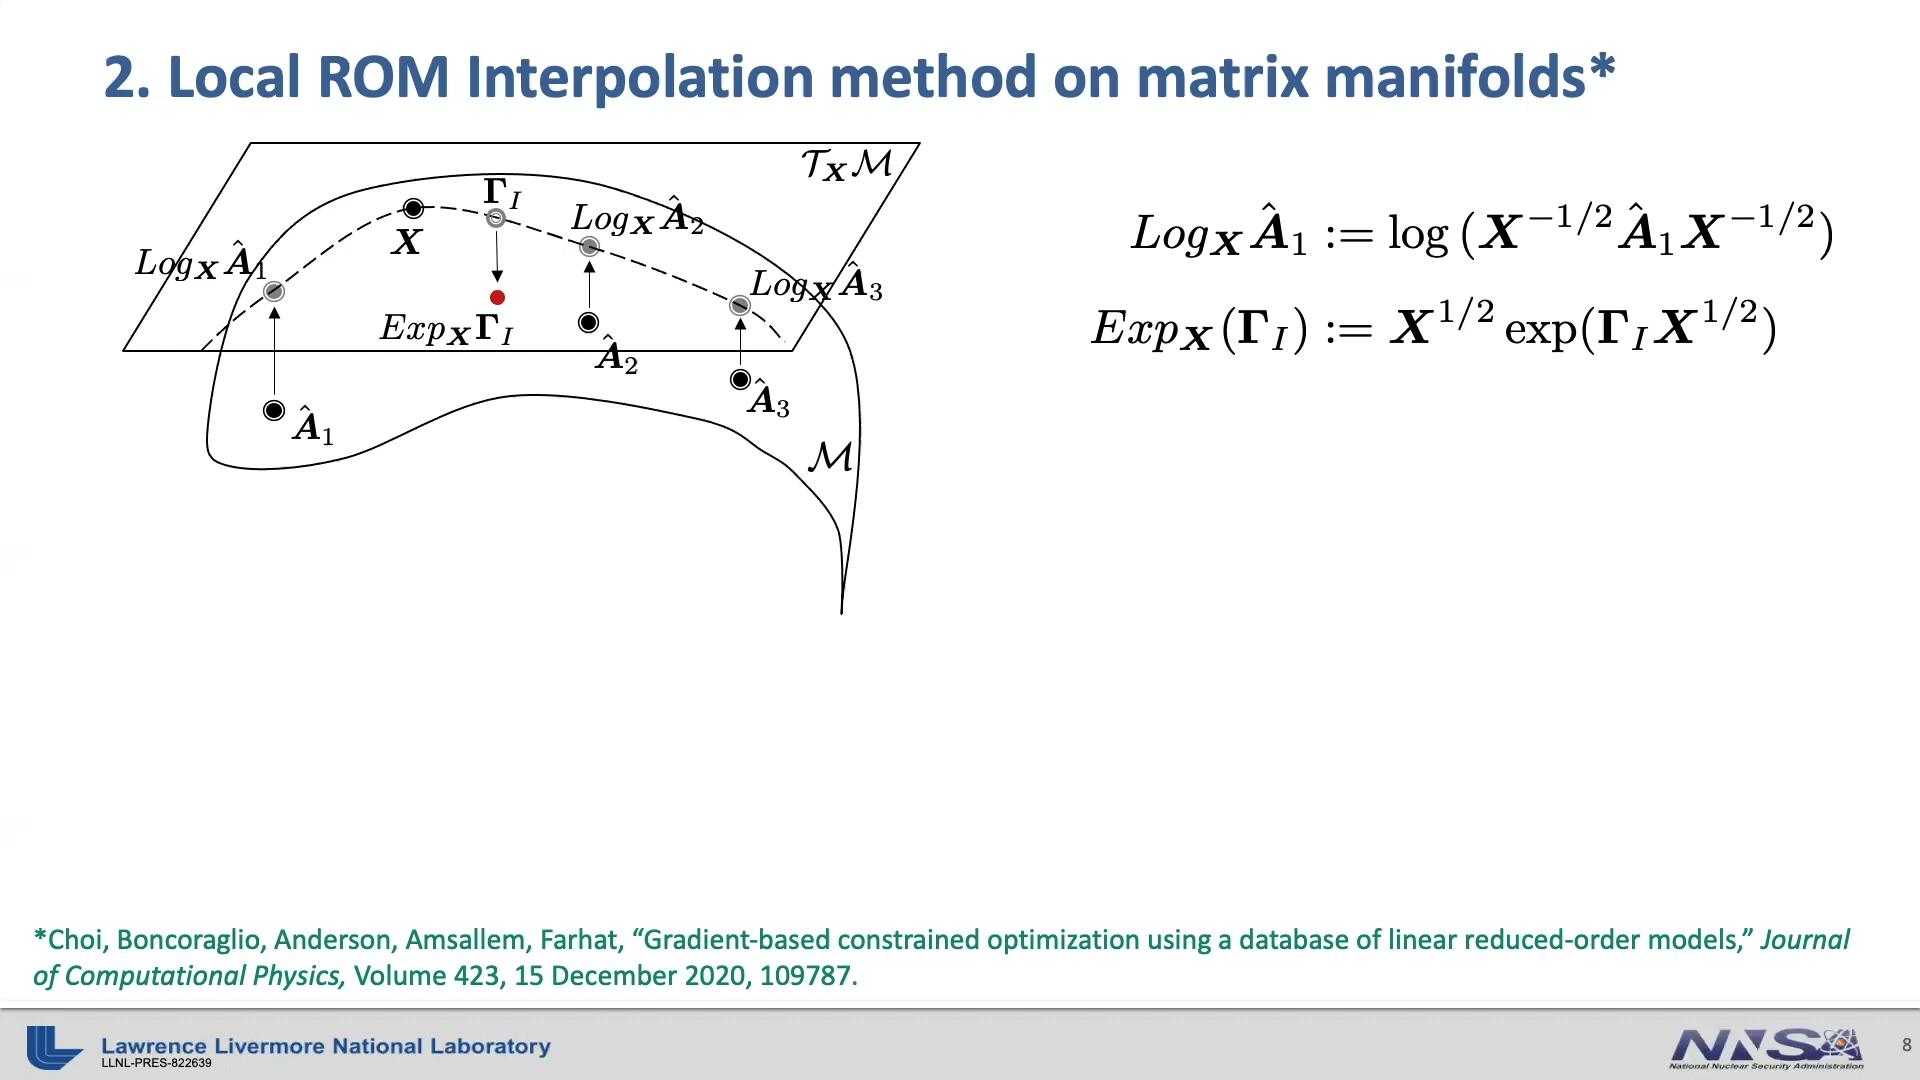 2. Local ROM Interpolation method on matrix manifolds*
𝒯_𝑿 ℳ
𝚪_I
Log_𝑿 Â_2
𝑿
Log_𝑿 Â_1
Log_𝑿 Â_3
Exp_𝑿 𝚪_I
Â_2
Â_3
Â_1
ℳ
Log_𝑿 Â_1 := log (𝑿^{-1/2} Â_1 𝑿^{-1/2})
Exp_𝑿 (𝚪_I) := 𝑿^{1/2} exp(𝚪_I 𝑿^{1/2})
*Choi, Boncoraglio, Anderson, Amsallem, Farhat, “Gradient-based constrained optimization using a database of linear reduced-order models,” Journal
of Computational Physics, Volume 423, 15 December 2020, 109787.
Lawrence Livermore National Laboratory
LLNL-PRES-822639
NNSA
National Nuclear Security Administration
8